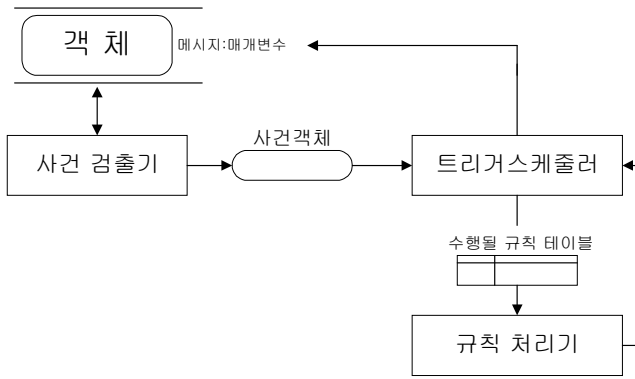 객 체
메시지:매개변수
사건 검출기
사건객체
트리거스케줄러
수행될 규칙 테이블
규칙 처리기